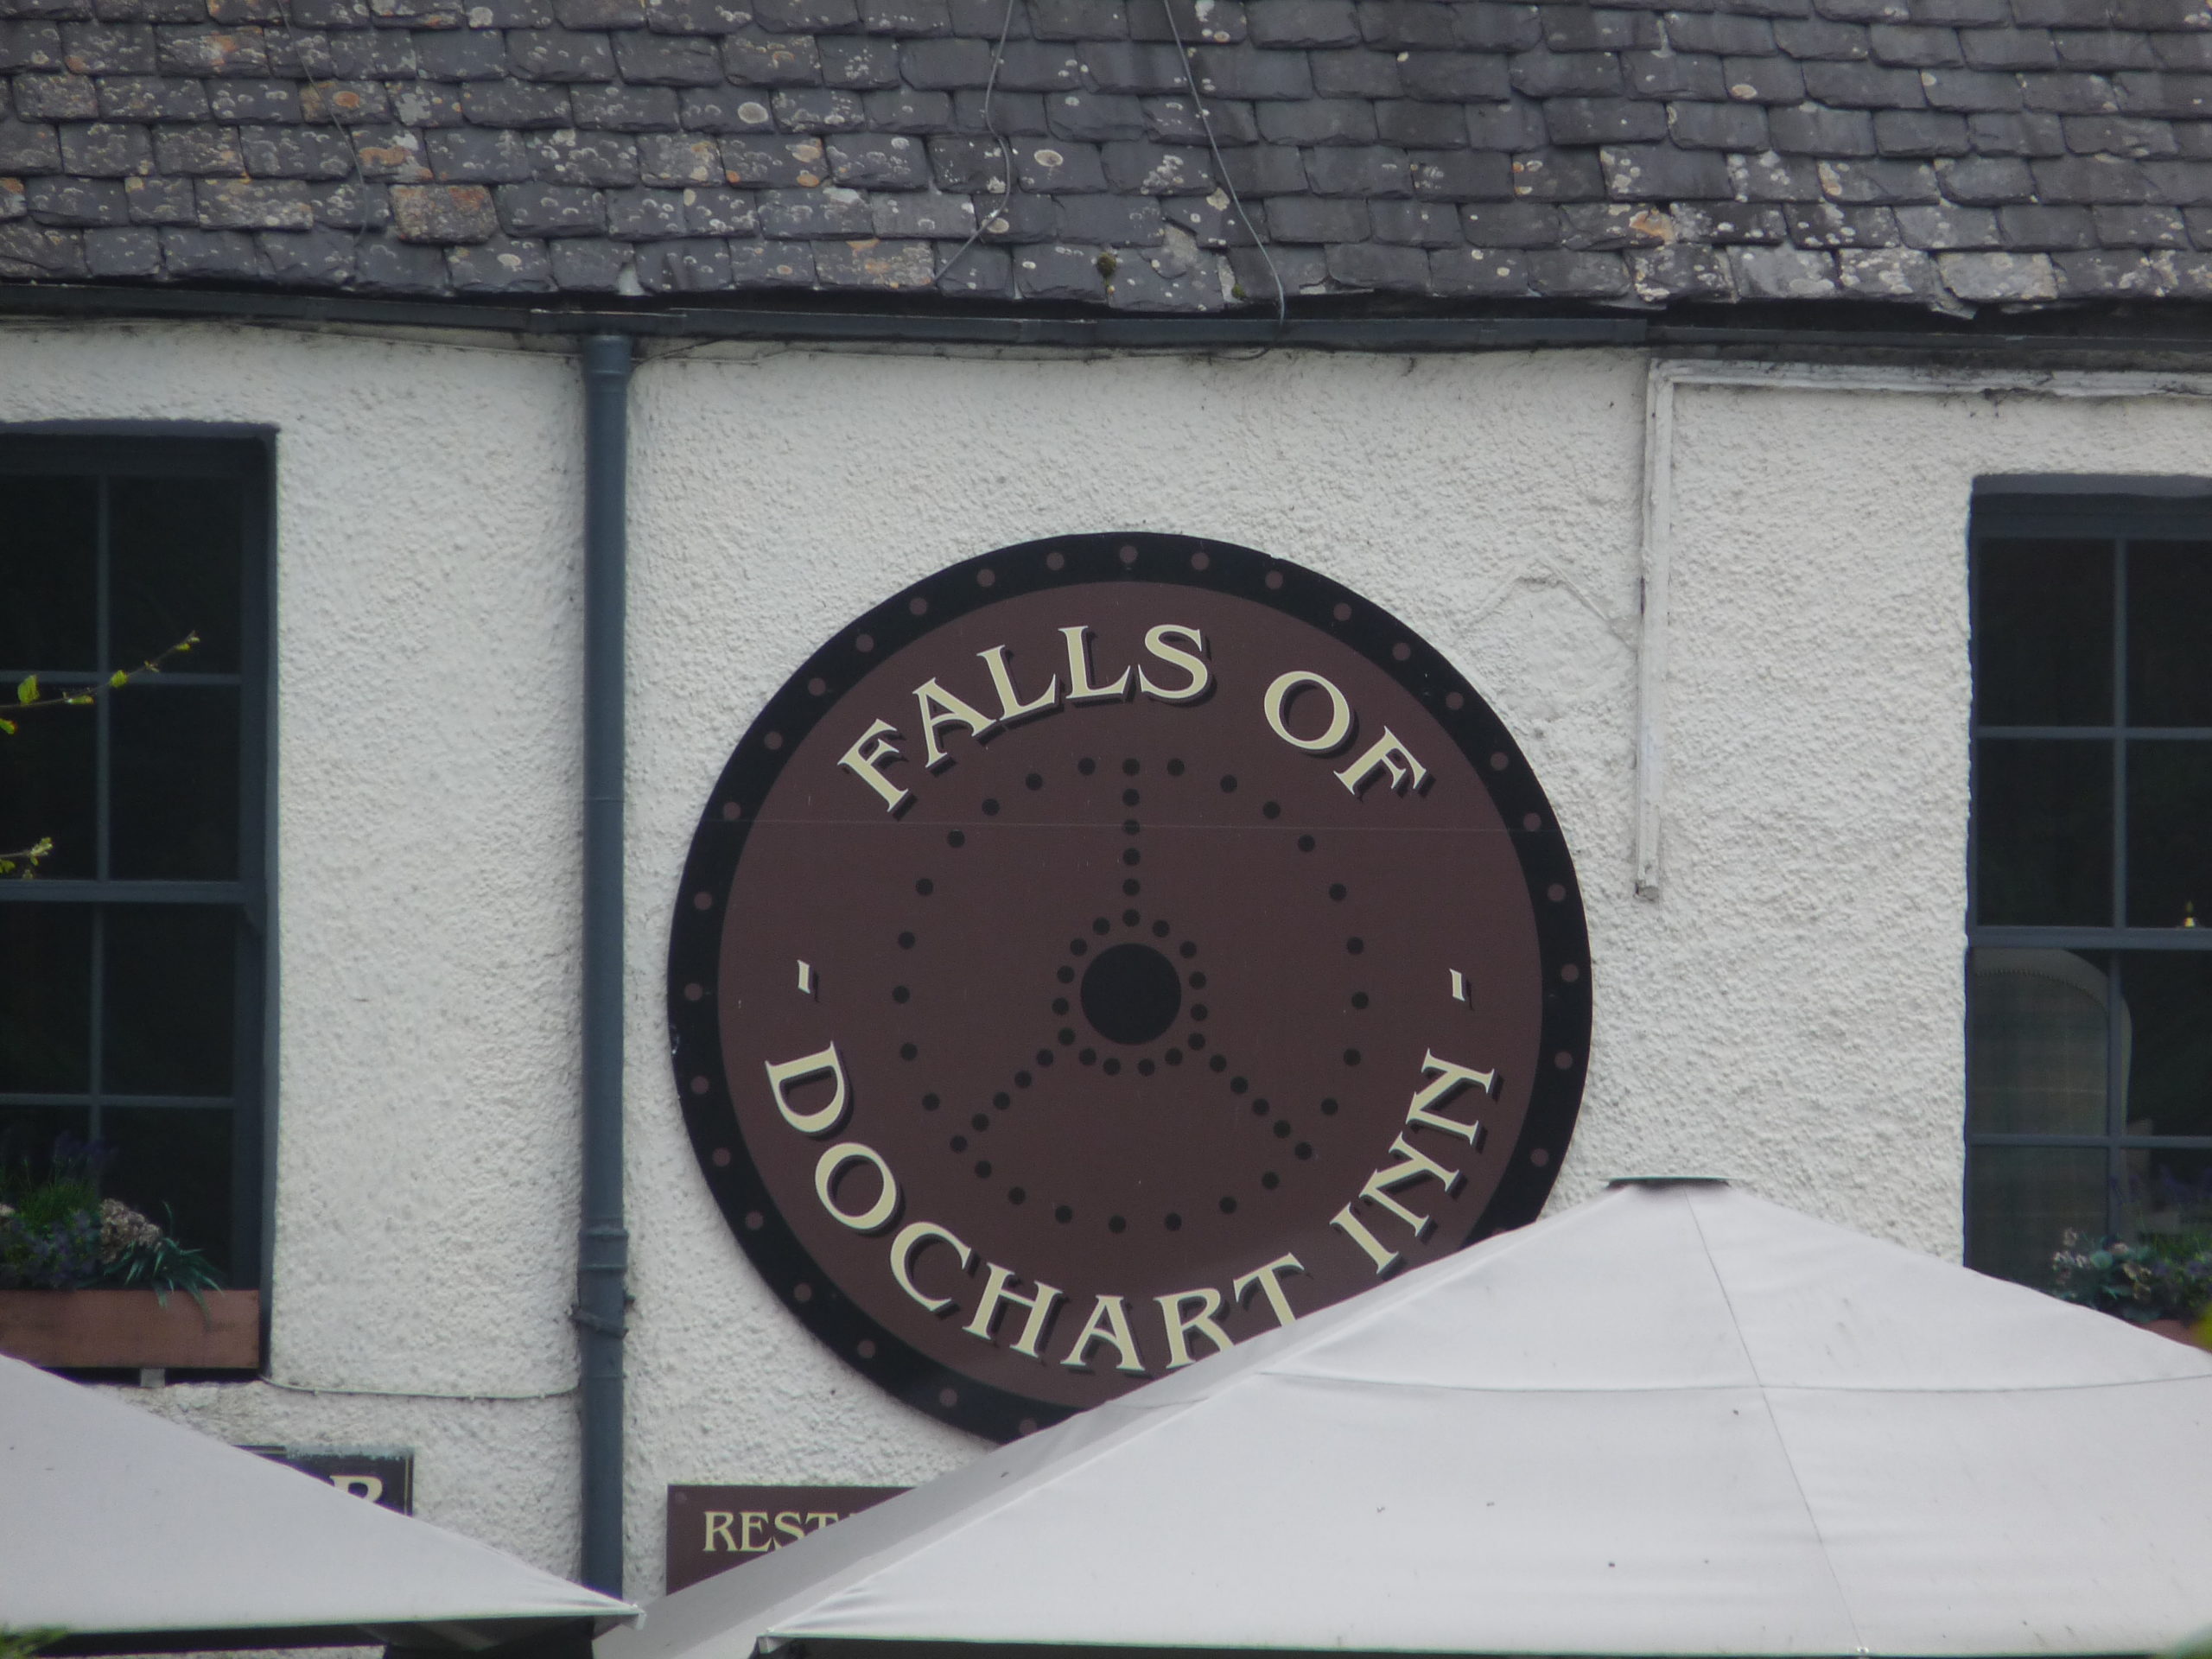 FALLS OF
- DOCHART INN -